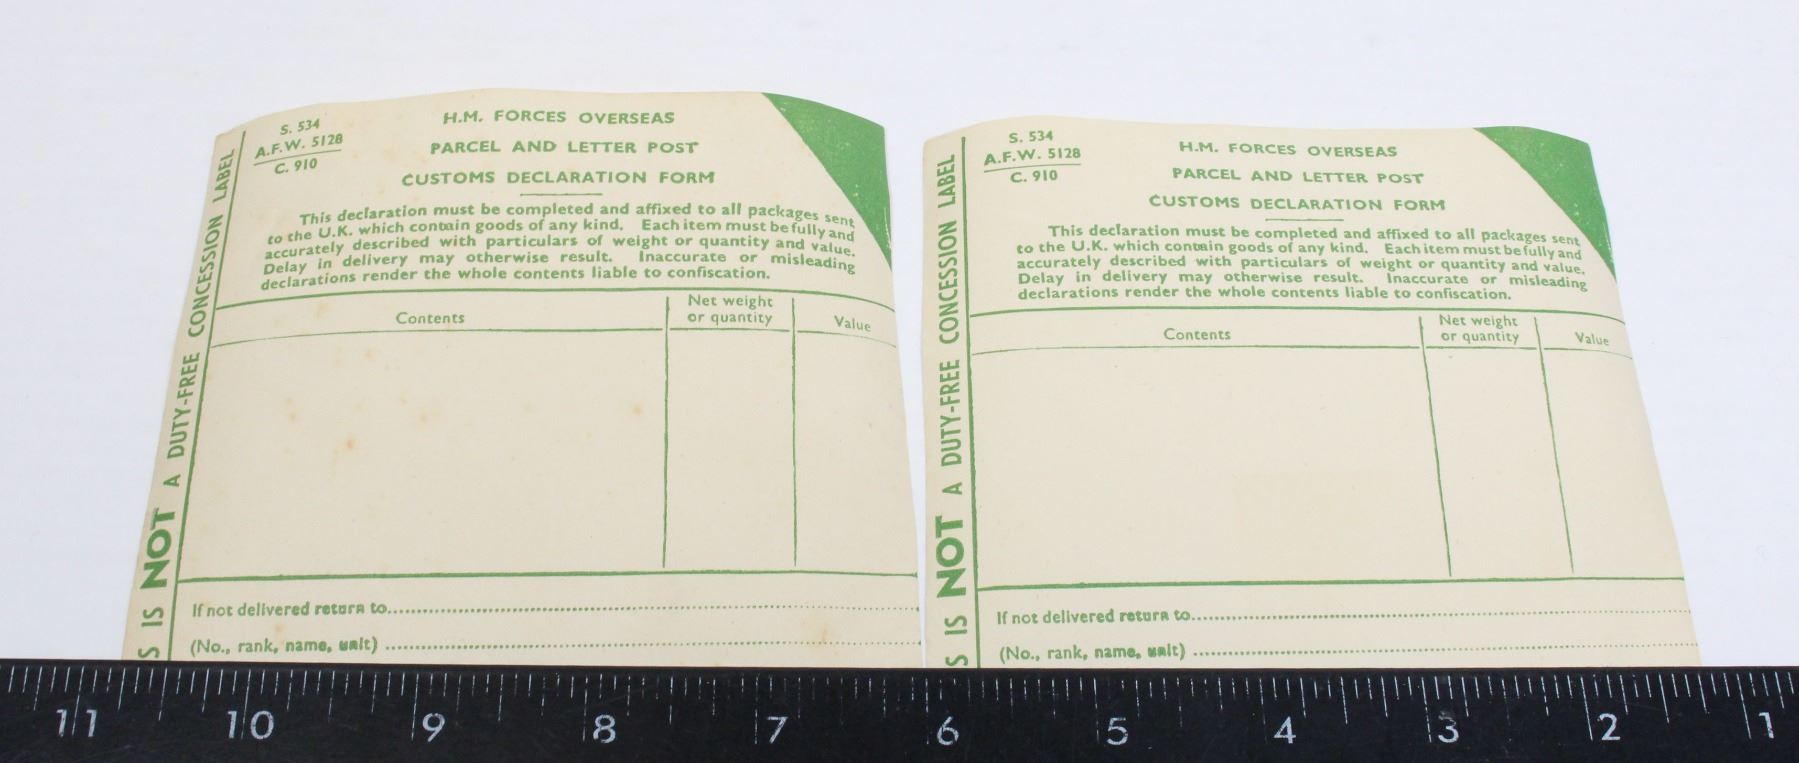 S. 534
A.F.W. 5128
C. 910
H.M. FORCES OVERSEAS
PARCEL AND LETTER POST
CUSTOMS DECLARATION FORM
This declaration must be completed and affixed to all packages sent
to the U.K. which contain goods of any kind. Each item must be fully and
accurately described with particulars of weight or quantity and value.
Delay in delivery may otherwise result. Inaccurate or misleading
declarations render the whole contents liable to confiscation.
Contents
Net weight
or quantity
Value
If not delivered return to
(No., rank, name, unit)
S IS NOT A DUTY-FREE CONCESSION LABEL
S. 534
A.F.W. 5128
C. 910
H.M. FORCES OVERSEAS
PARCEL AND LETTER POST
CUSTOMS DECLARATION FORM
This declaration must be completed and affixed to all packages sent
to the U.K. which contain goods of any kind. Each item must be fully and
accurately described with particulars of weight or quantity and value.
Delay in delivery may otherwise result. Inaccurate or misleading
declarations render the whole contents liable to confiscation.
Contents
Net weight
or quantity
Value
If not delivered return to
(No., rank, name, unit)
S IS NOT A DUTY-FREE CONCESSION LABEL
11 10 9 8 7 6 5 4 3 2 1